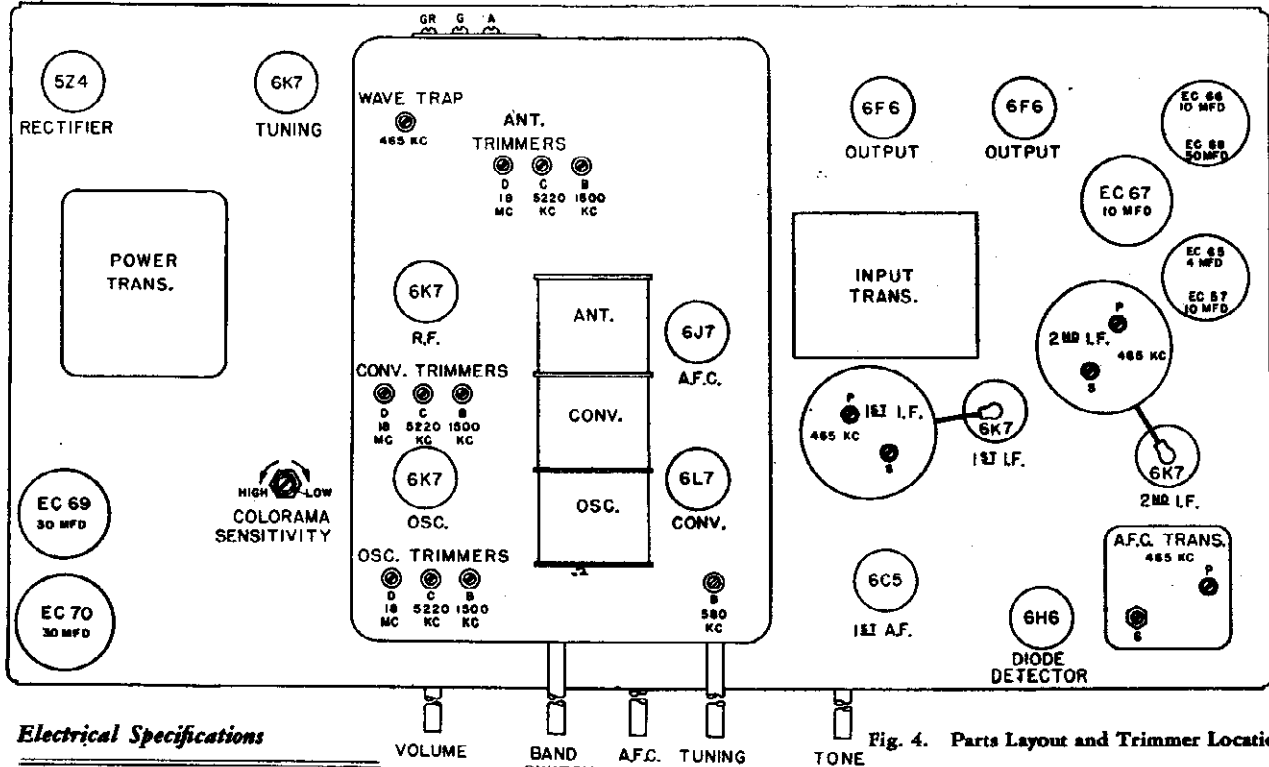 GR G A
5Z4
RECTIFIER
6K7
TUNING
WAVE TRAP
465 KC
ANT.
TRIMMERS
D C B
18 5220 1500
MC KC KC
6F6
OUTPUT
6F6
OUTPUT
EC 66
10 MFD
EC 68
50 MFD
EC 67
10 MFD
EC 65
4 MFD
EC 57
10 MFD
POWER
TRANS.
INPUT
TRANS.
6K7
R.F.
ANT.
6J7
A.F.C.
2ND I.F.
P
465 KC
S
CONV. TRIMMERS
D C B
18 5220 1500
MC KC KC
CONV.
P
1ST I.F.
465 KC
S
6K7
1ST I.F.
6K7
2ND I.F.
EC 69
30 MFD
HIGH LOW
COLORAMA
SENSITIVITY
6K7
OSC.
OSC.
6L7
CONV.
OSC. TRIMMERS
D C B
18 5220 1500
MC KC KC
B
580
KC
EC 70
30 MFD
6C5
1ST A.F.
6H6
DIODE
DETECTOR
A.F.C. TRANS.
465 KC
P
S
Electrical Specifications
VOLUME
BAND
A.F.C.
TUNING
TONE
Fig. 4. Parts Layout and Trimmer Locatio